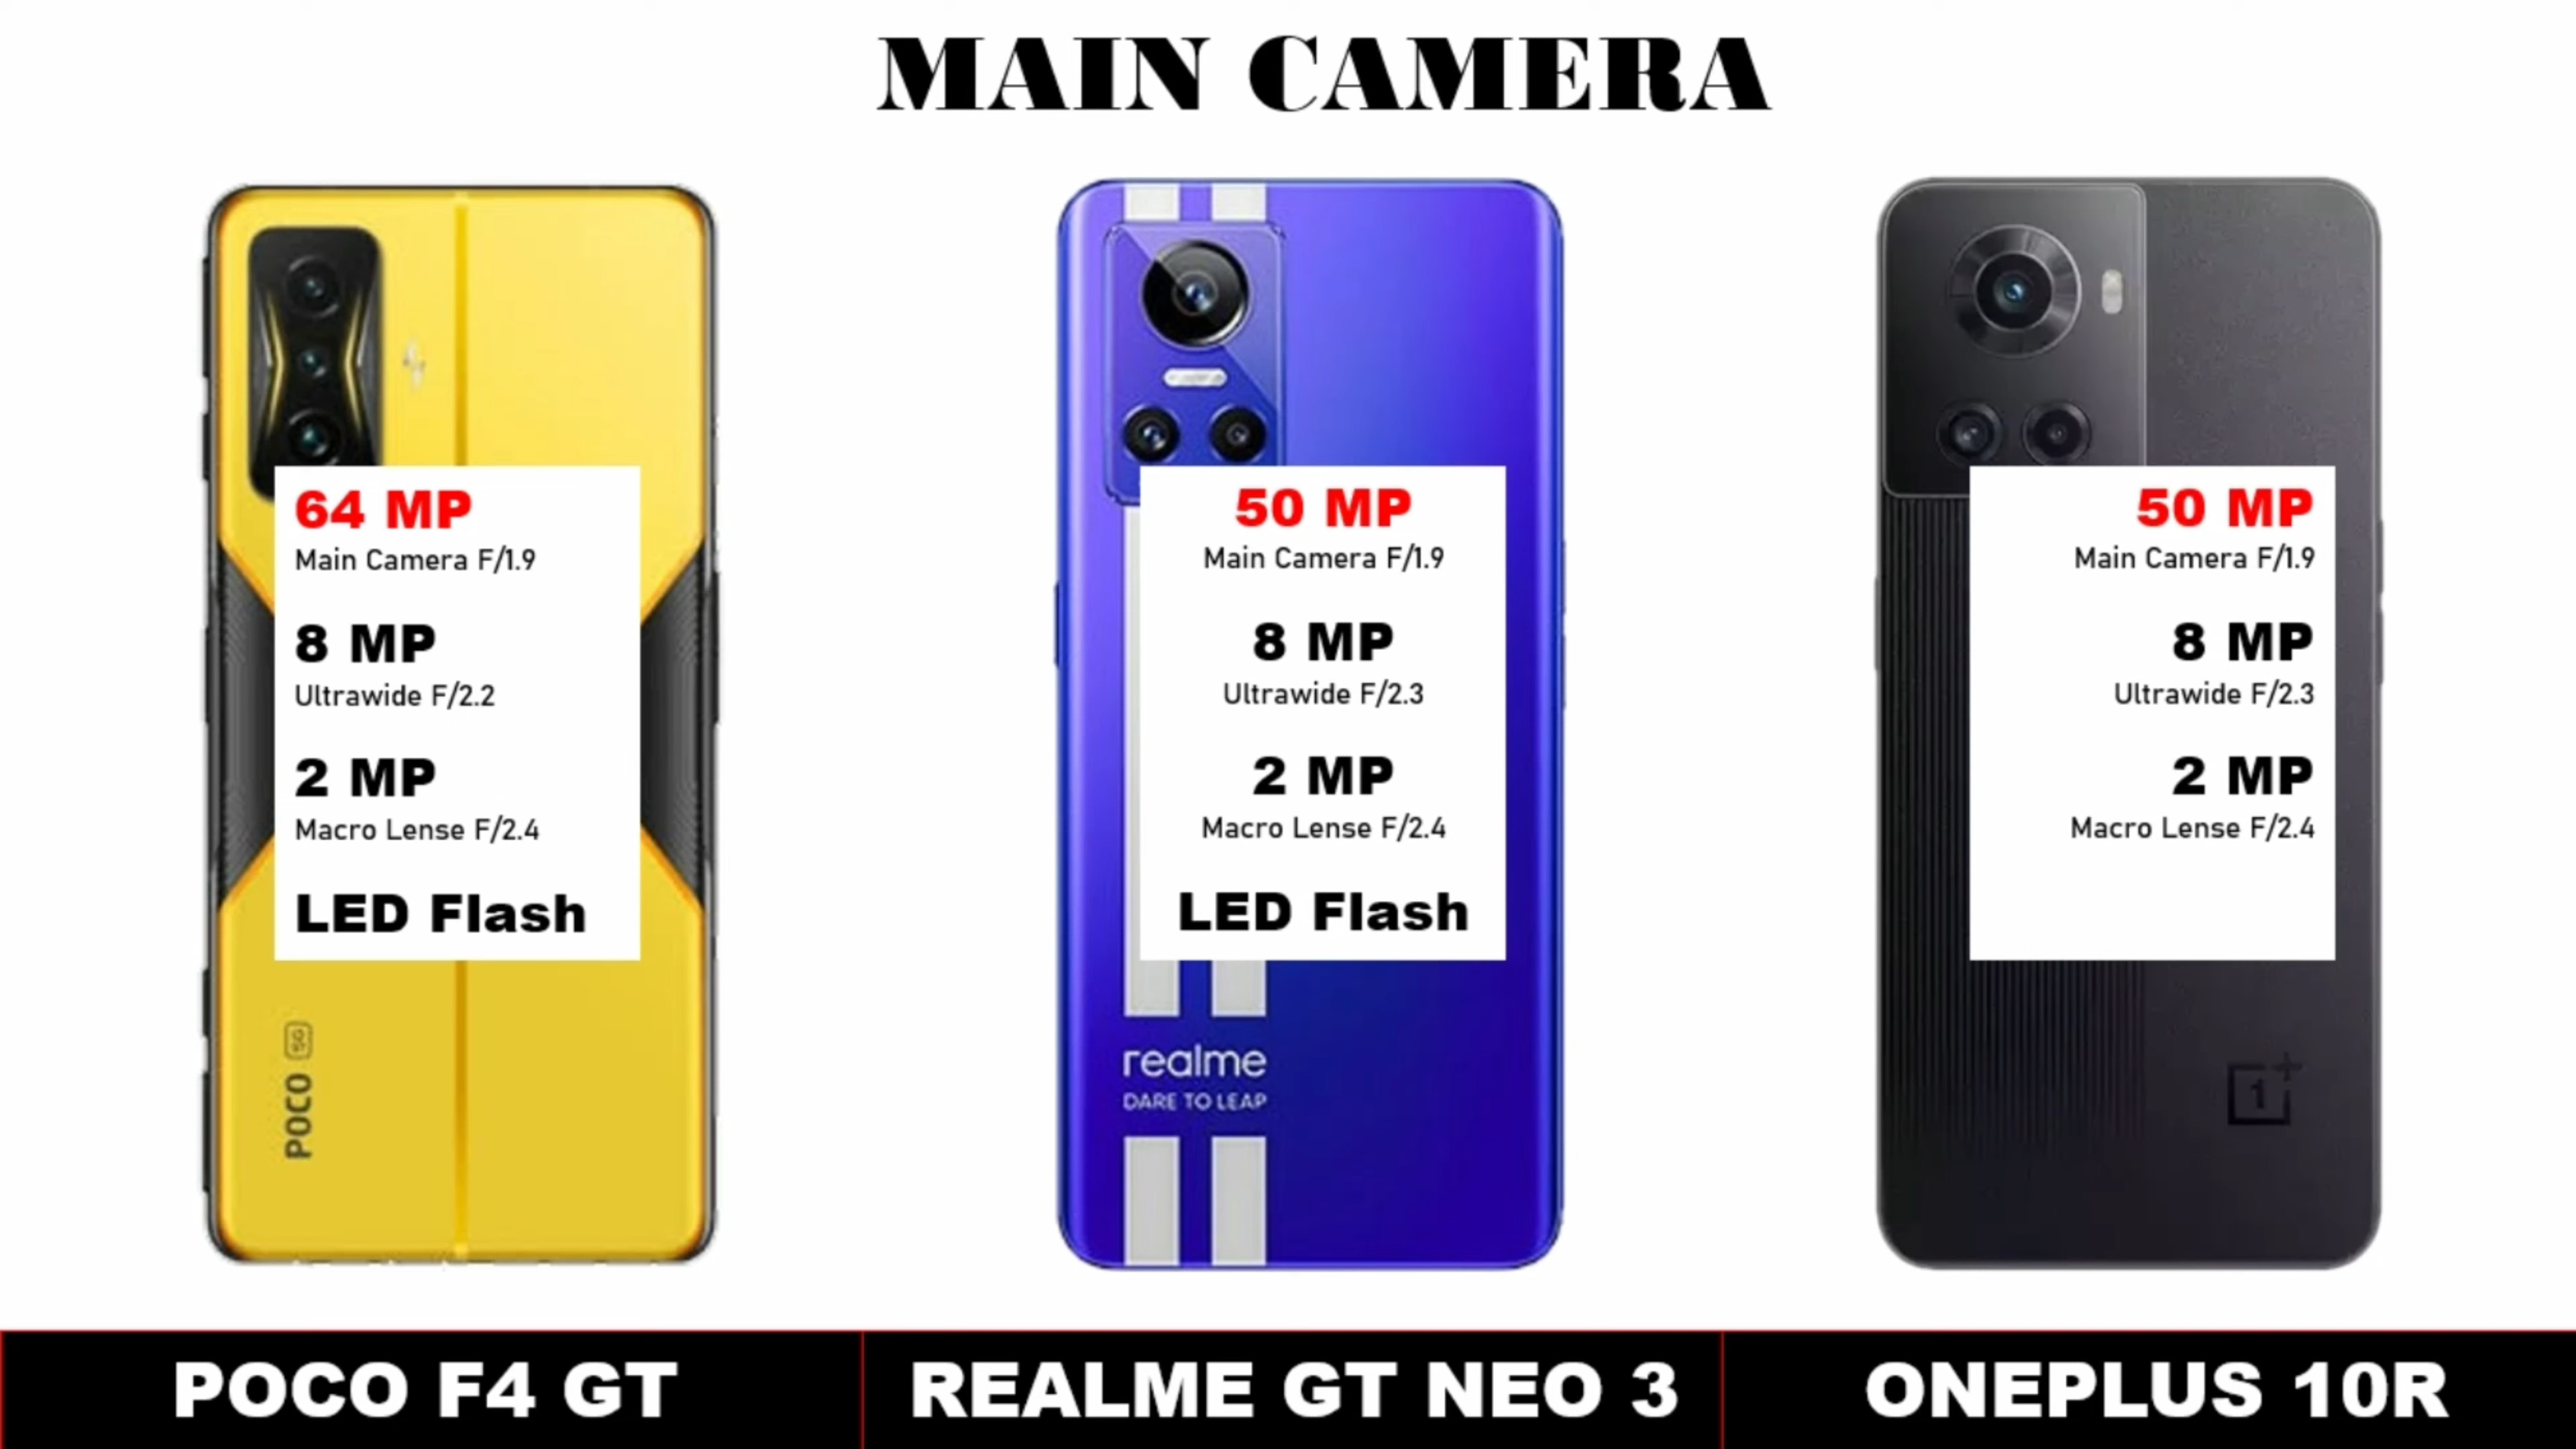 MAIN CAMERA
64 MP
Main Camera F/1.9
8 MP
Ultrawide F/2.2
2 MP
Macro Lense F/2.4
LED Flash
POCO 5G
50 MP
Main Camera F/1.9
8 MP
Ultrawide F/2.3
2 MP
Macro Lense F/2.4
LED Flash
realme
DARE TO LEAP
50 MP
Main Camera F/1.9
8 MP
Ultrawide F/2.3
2 MP
Macro Lense F/2.4
1+
POCO F4 GT
REALME GT NEO 3
ONEPLUS 10R